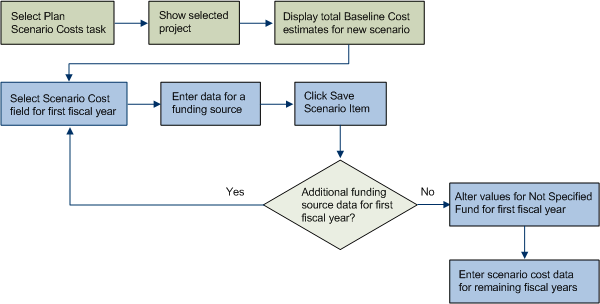 Select Plan
Scenario Costs task
Show selected
project
Display total Baseline Cost
estimates for new scenario
Select Scenario Cost
field for first fiscal year
Enter data for a
funding source
Click Save
Scenario Item
Additional funding
source data for first
fiscal year?
Yes
No
Alter values for Not Specified
Fund for first fiscal year
Enter scenario cost data
for remaining fiscal years